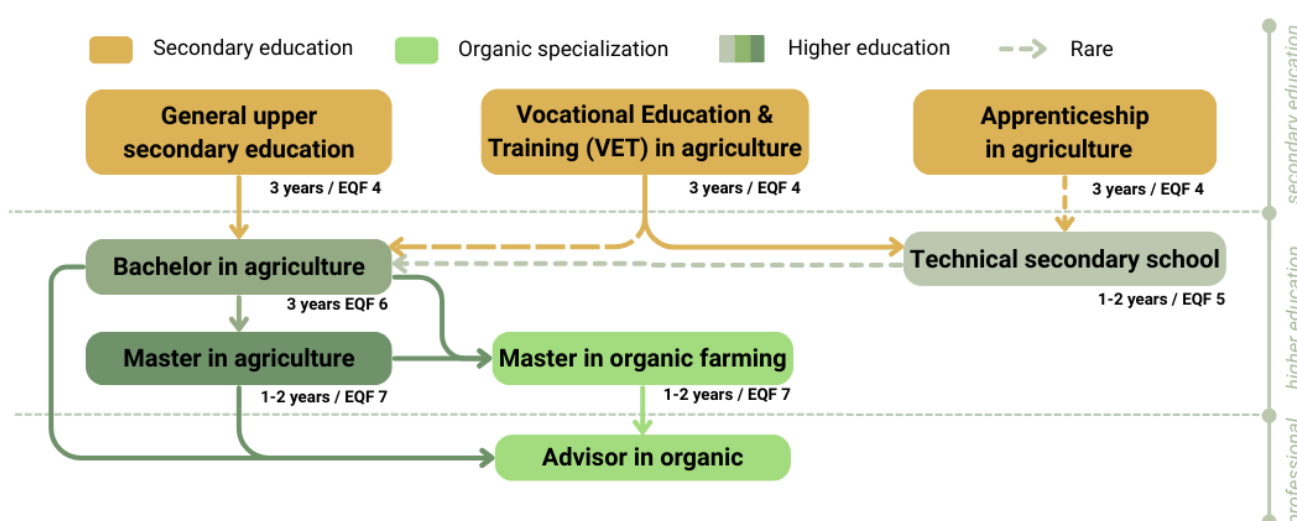 Secondary education
Organic specialization
Higher education
Rare
General upper
secondary education
3 years / EQF 4
Vocational Education &
Training (VET) in agriculture
3 years / EQF 4
Apprenticeship
in agriculture
3 years / EQF 4
secondary education
Bachelor in agriculture
3 years EQF 6
Technical secondary school
1-2 years / EQF 5
Master in agriculture
1-2 years / EQF 7
Master in organic farming
1-2 years / EQF 7
higher education
Advisor in organic
professional